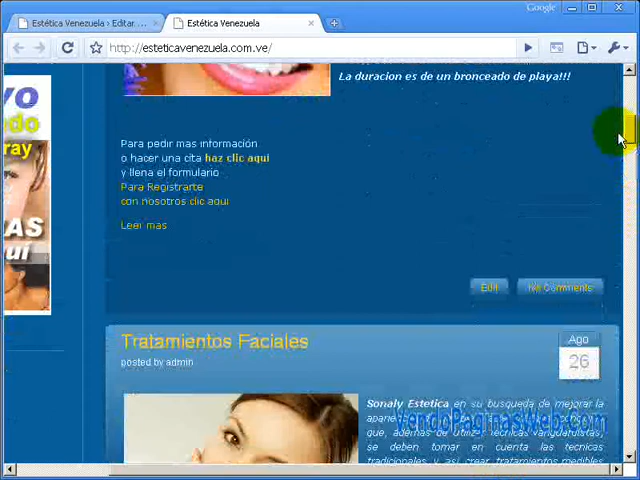 Google
Estética Venezuela › Editar ...
Estética Venezuela
http://esteticavenezuela.com.ve/
La duracion es de un bronceado de playa!!!
Para pedir mas información
o hacer una cita haz clic aqui
y llena el formulario
Para Registrarte
con nosotros clic aqui
Leer mas
Edit
No Comments
Tratamientos Faciales
posted by admin
Ago
26
Sonaly Estetica en su busqueda de mejorar la
que, además de utilizar tecnicas vanguardistas,
se deben tomar en cuenta las tecnicas
tradicionales y así crear tratamientos medibles
VendoPaginasWeb.com